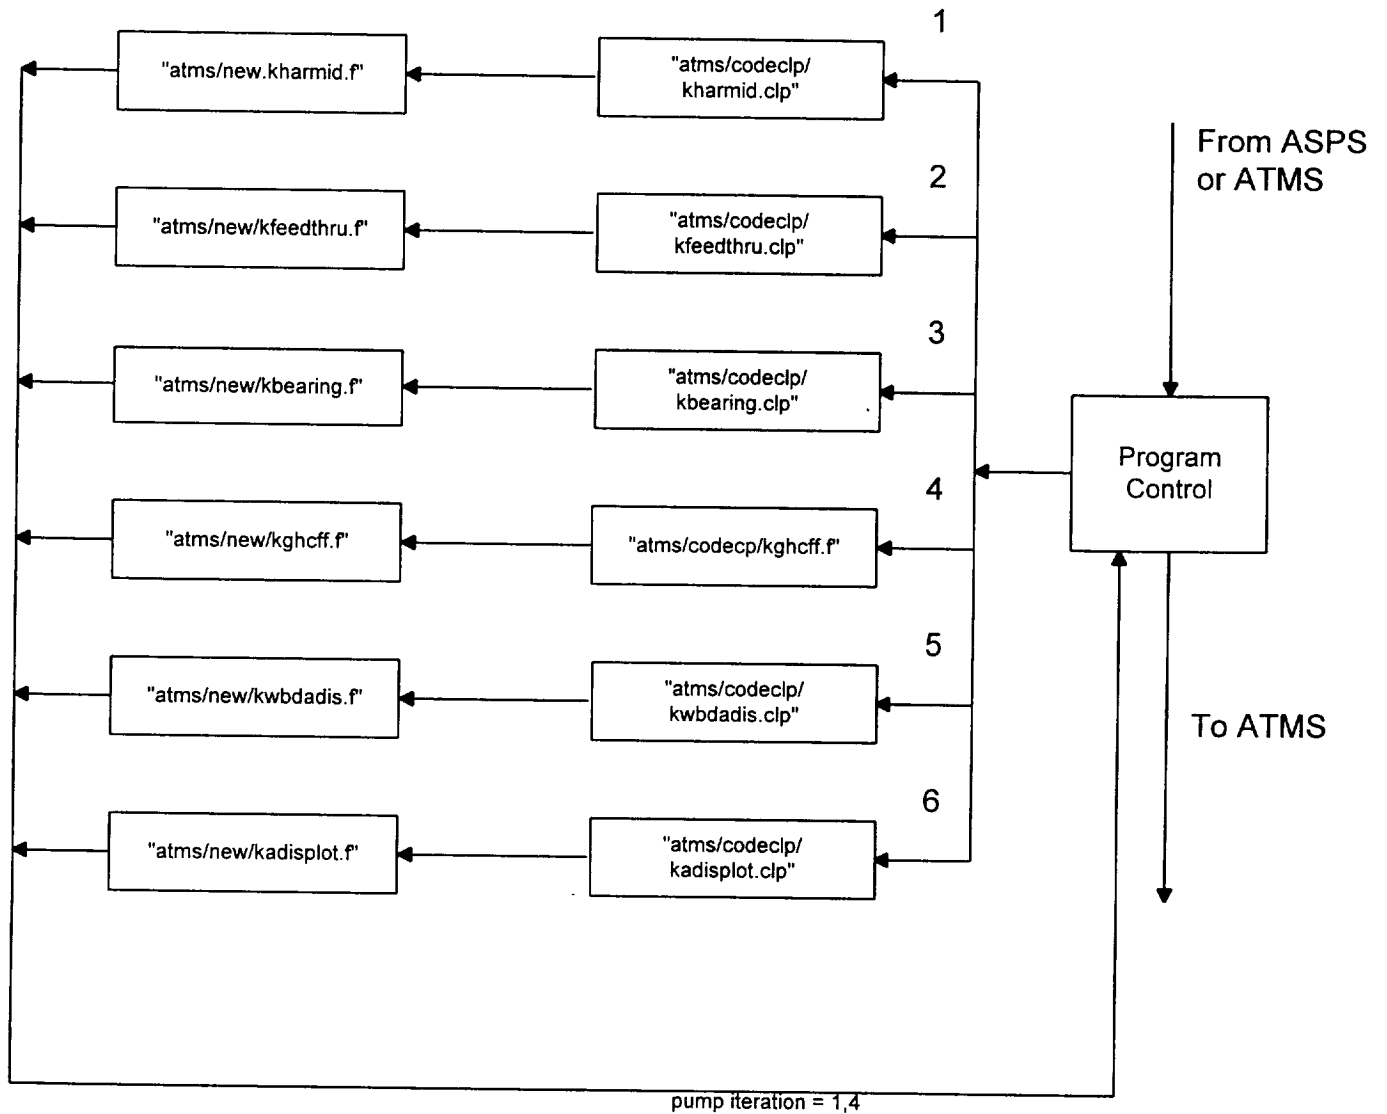 1
"atms/new.kharmid.f"
"atms/codeclp/
kharmid.clp"
From ASPS
or ATMS
2
"atms/new/kfeedthru.f"
"atms/codeclp/
kfeedthru.clp"
3
"atms/new/kbearing.f"
"atms/codeclp/
kbearing.clp"
Program
Control
4
"atms/new/kghcff.f"
"atms/codecp/kghcff.f"
5
"atms/new/kwbdadis.f"
"atms/codeclp/
kwbdadis.clp"
To ATMS
6
"atms/new/kadisplot.f"
"atms/codeclp/
kadisplot.clp"
pump iteration = 1,4